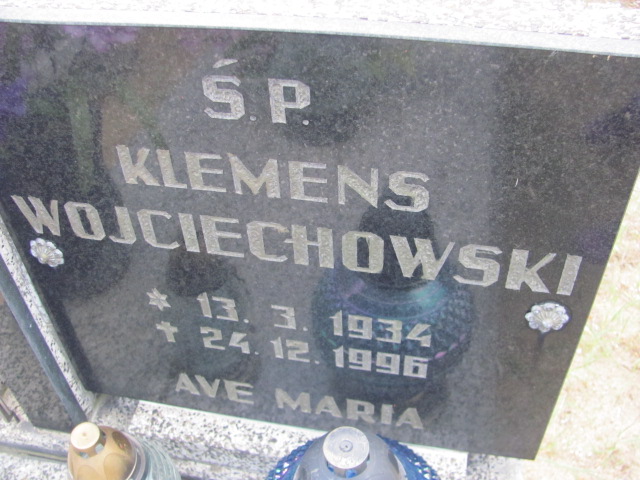 Ś.P.
KLEMENS
WOJCIECHOWSKI
* 13. 3. 1934
† 24. 12. 1996
AVE MARIA